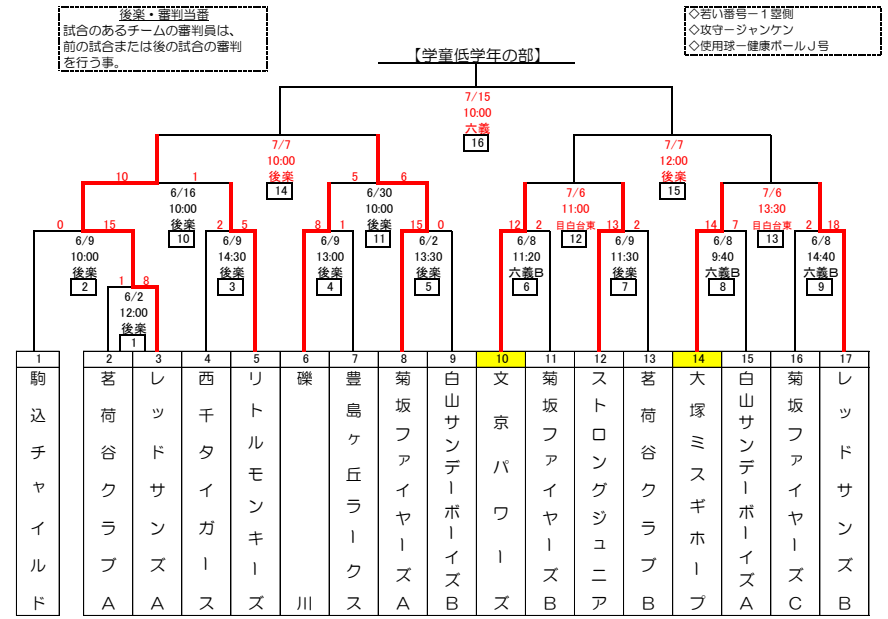 後楽・審判当番
試合のあるチームの審判員は、
前の試合または後の試合の審判
を行う事。
◇若い番号－１塁側
◇攻守－ジャンケン
◇使用球－健康ボールＪ号
【学童低学年の部】
7/15
10:00
六義
16
7/7
10:00
後楽
14
7/7
12:00
後楽
15
10 1
6/16
10:00
後楽
10
5 6
6/30
10:00
後楽
11
7/6
11:00
目白台東
12
7/6
13:30
目白台東
13
0 15
6/9
10:00
後楽
2
2 5
6/9
14:30
後楽
3
8 1
6/9
13:00
後楽
4
15 0
6/2
13:30
後楽
5
12 2
6/8
11:20
六義B
6
13 2
6/9
11:30
後楽
7
14 7
6/8
9:40
六義B
8
2 18
6/8
14:40
六義B
9
1 8
6/2
12:00
後楽
1
1 2 3 4 5 6 7 8 9 10 11 12 13 14 15 16 17
駒込チャイルド
茗荷谷クラブA
レッドサンズA
西千タイガース
リトルモンキーズ
礫川
豊島ヶ丘ラークス
菊坂ファイヤーズA
白山サンデーボーイズB
文京パワーズ
菊坂ファイヤーズB
ストロングジュニア
茗荷谷クラブB
大塚ミスギホープ
白山サンデーボーイズA
菊坂ファイヤーズC
レッドサンズB